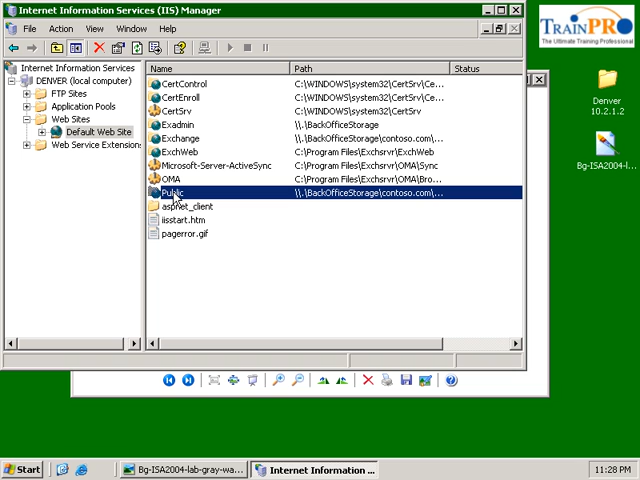 Internet Information Services (IIS) Manager
File Action View Window Help
Internet Information Services
DENVER (local computer)
FTP Sites
Application Pools
Web Sites
Default Web Site
Web Service Extension
Name Path Status
CertControl C:\WINDOWS\system32\CertSrv\Ce...
CertEnroll C:\WINDOWS\system32\CertSrv\Ce...
CertSrv C:\WINDOWS\system32\CertSrv
Exadmin \\.\BackOfficeStorage
Exchange \\.\BackOfficeStorage\contoso.com\...
ExchWeb C:\Program Files\Exchsrvr\ExchWeb
Microsoft-Server-ActiveSync C:\Program Files\Exchsrvr\OMA\Sync
OMA C:\Program Files\Exchsrvr\OMA\Bro...
Public \\.\BackOfficeStorage\contoso.com\...
aspnet_client
iisstart.htm
pagerror.gif
TrainPRO
The Ultimate Training Professional
Denver
10.2.1.2
Bg-ISA2004-l...
Start
Bg-ISA2004-lab-gray-wa...
Internet Information ...
11:28 PM